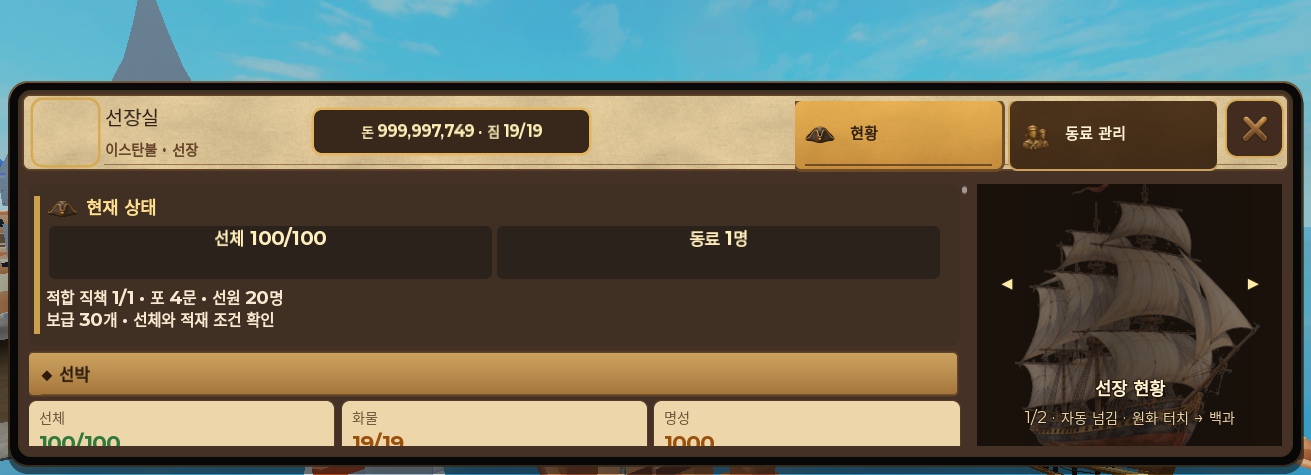 선장실
이스탄불 • 선장
돈 999,997,749 · 짐 19/19
현황
동료 관리
현재 상태
선체 100/100
동료 1명
적합 직책 1/1 • 포 4문 • 선원 20명
보급 30개 • 선체와 적재 조건 확인
◆ 선박
선체
100/100
화물
19/19
명성
1000
선장 현황
1/2 · 자동 넘김 · 원화 터치 → 백과